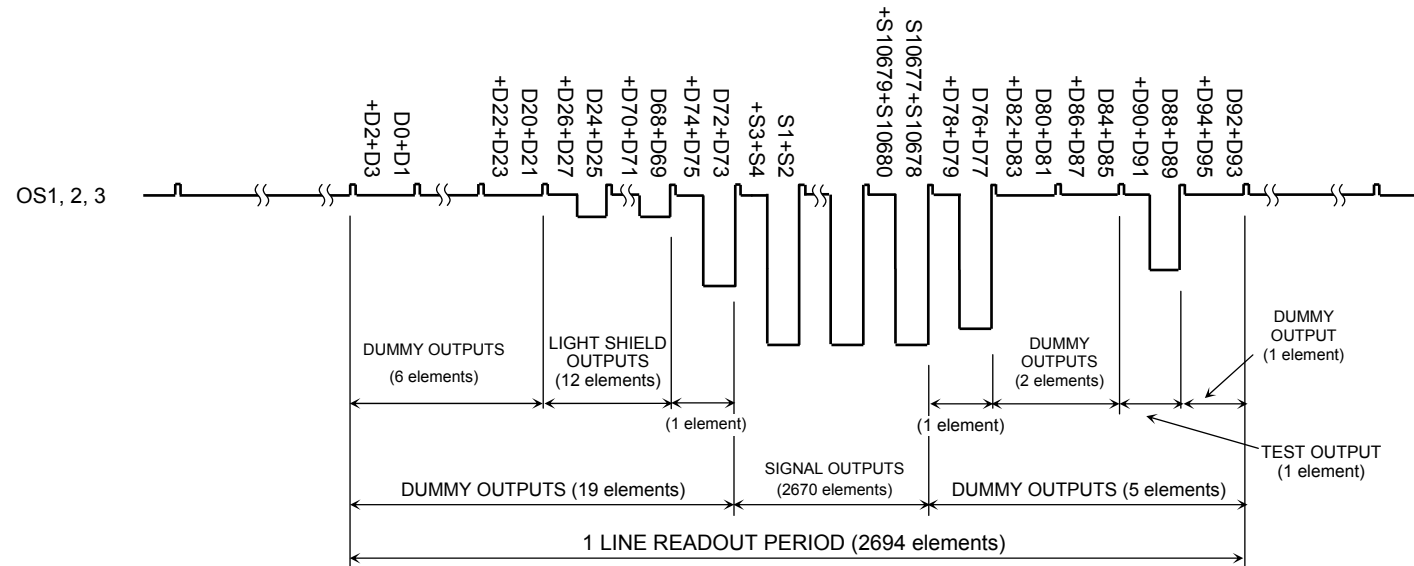 OS1, 2, 3
D0+D1
+D2+D3
D20+D21
+D22+D23
D24+D25
+D26+D27
D68+D69
+D70+D71
D72+D73
+D74+D75
S1+S2
+S3+S4
S10677+S10678
+S10679+S10680
D76+D77
+D78+D79
D80+D81
+D82+D83
D84+D85
+D86+D87
D88+D89
+D90+D91
D92+D93
+D94+D95
DUMMY OUTPUTS
(6 elements)
LIGHT SHIELD
OUTPUTS
(12 elements)
(1 element)
(1 element)
DUMMY
OUTPUTS
(2 elements)
DUMMY
OUTPUT
(1 element)
TEST OUTPUT
(1 element)
DUMMY OUTPUTS (19 elements)
SIGNAL OUTPUTS
(2670 elements)
DUMMY OUTPUTS (5 elements)
1 LINE READOUT PERIOD (2694 elements)